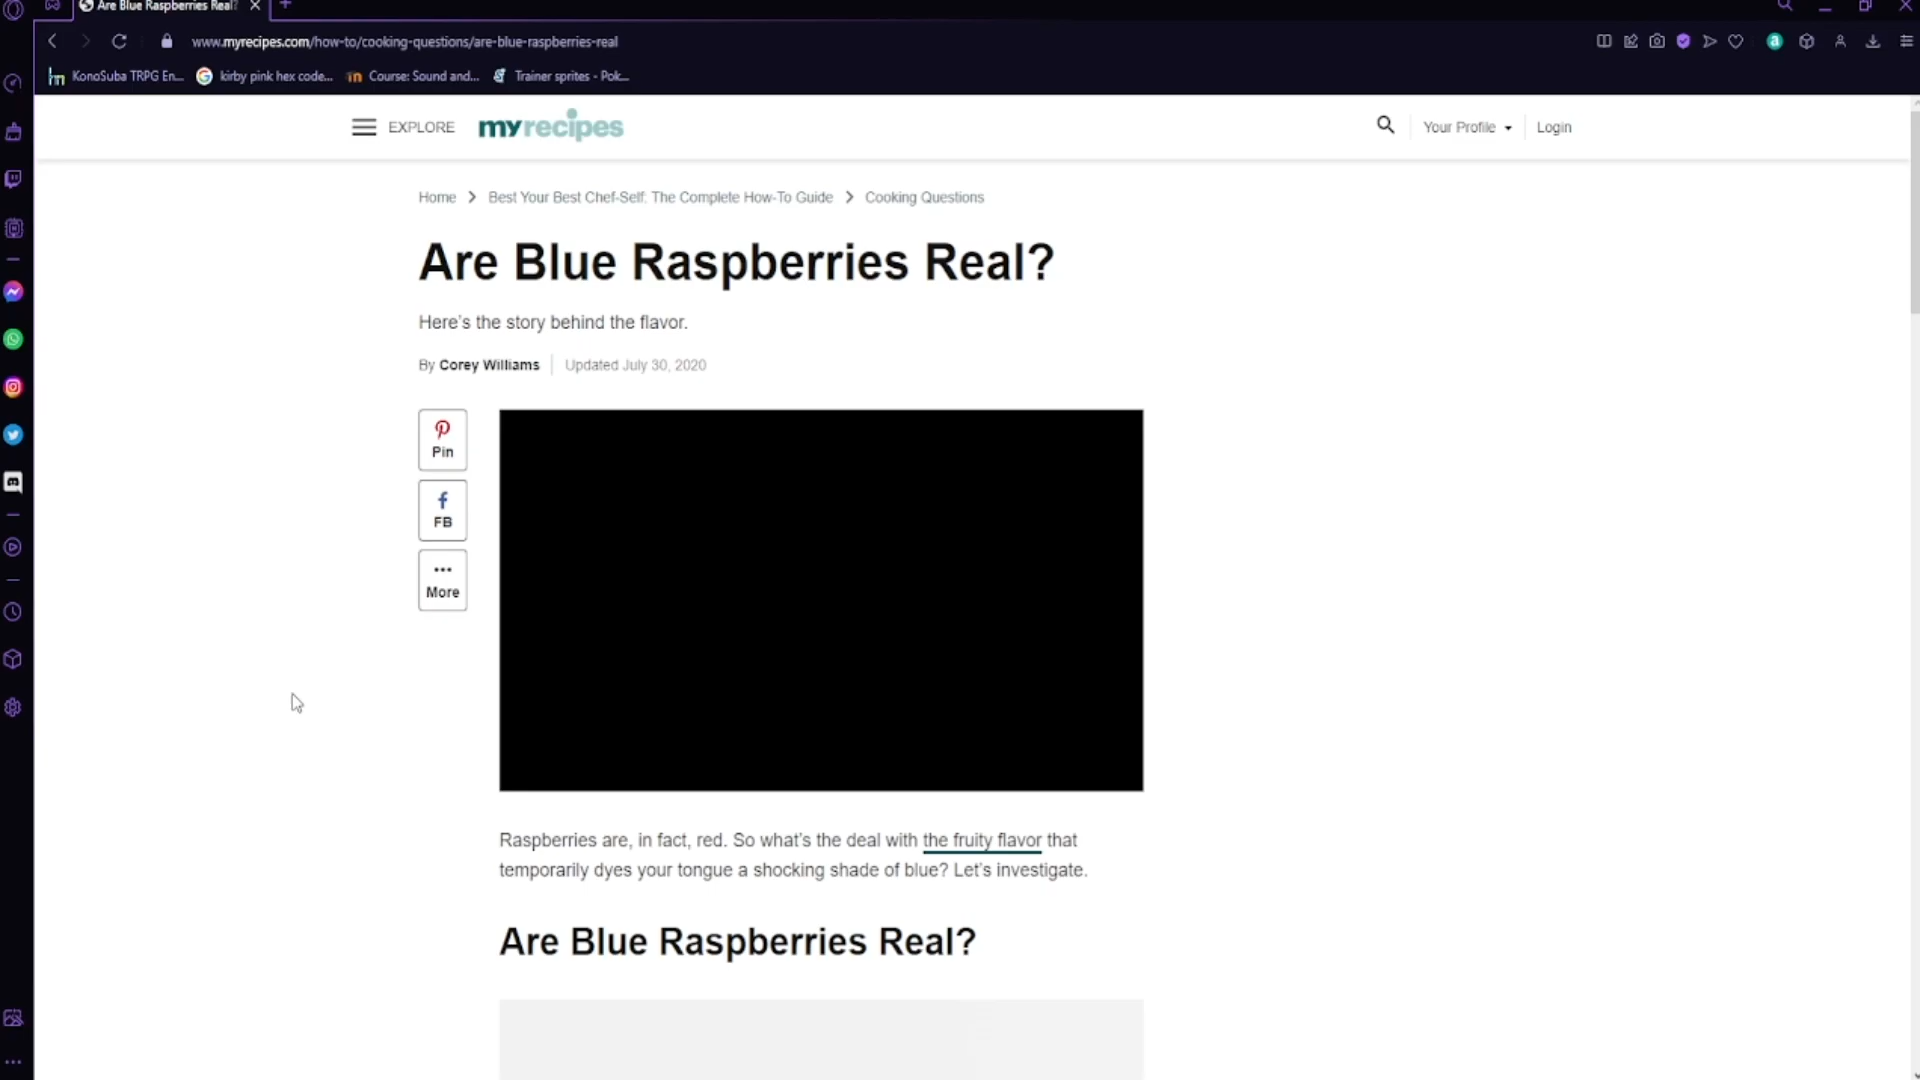 Are Blue Raspberries Real?
www.myrecipes.com/how-to/cooking-questions/are-blue-raspberries-real
KonoSuba TRPG En... kirby pink hex code... Course: Sound and... Trainer sprites - Pok...
EXPLORE myrecipes Your Profile Login
Home > Best Your Best Chef-Self: The Complete How-To Guide > Cooking Questions
Are Blue Raspberries Real?
Here's the story behind the flavor.
By Corey Williams | Updated July 30, 2020
Pin
FB
More
Raspberries are, in fact, red. So what's the deal with the fruity flavor that
temporarily dyes your tongue a shocking shade of blue? Let's investigate.
Are Blue Raspberries Real?